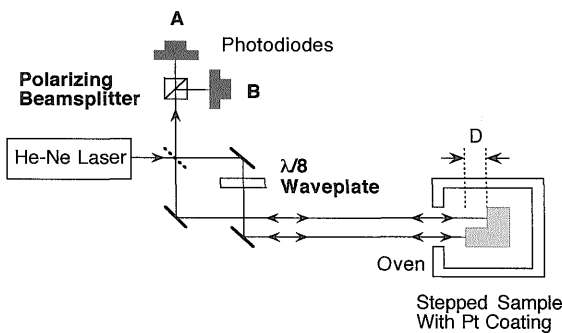 A
Photodiodes
Polarizing
Beamsplitter
B
D
He-Ne Laser
λ/8
Waveplate
Oven
Stepped Sample
With Pt Coating